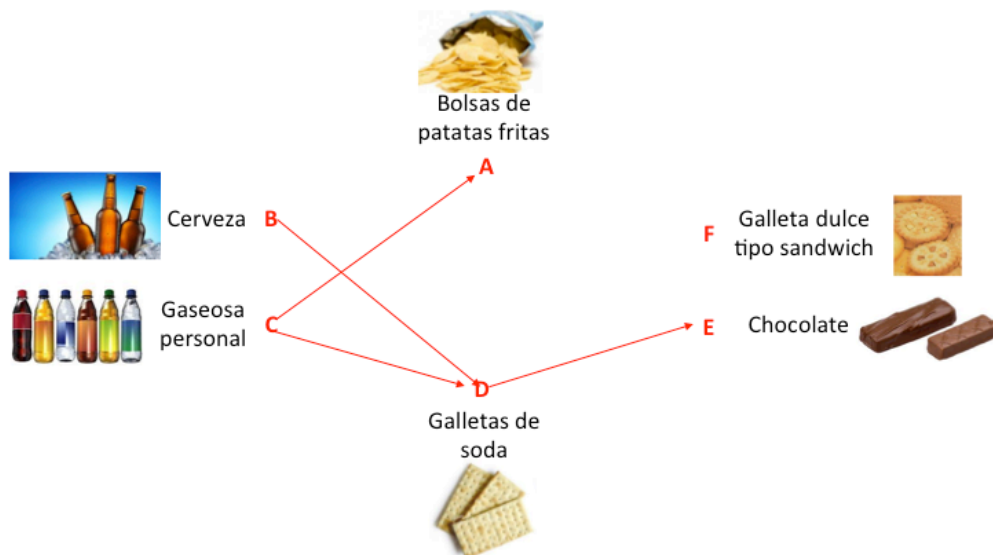 Bolsas de
patatas fritas
A
Cerveza
B
F
Galleta dulce
tipo sandwich
Gaseosa
personal
C
E
Chocolate
D
Galletas de
soda